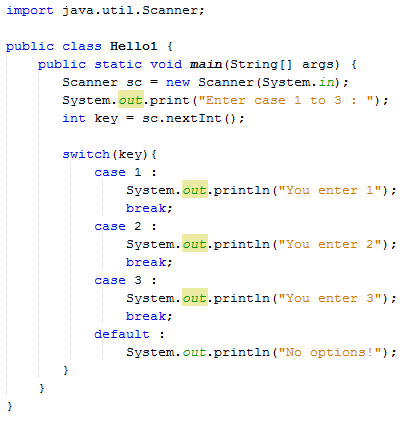 import java.util.Scanner;

public class Hello1 {
    public static void main(String[] args) {
       Scanner sc = new Scanner(System.in);
       System.out.print("Enter case 1 to 3 : ");
       int key = sc.nextInt();

       switch(key){
           case 1 :
               System.out.println("You enter 1");
               break;
           case 2 :
               System.out.println("You enter 2");
               break;
           case 3 :
               System.out.println("You enter 3");
               break;
           default :
               System.out.println("No options!");
       }
    }
}